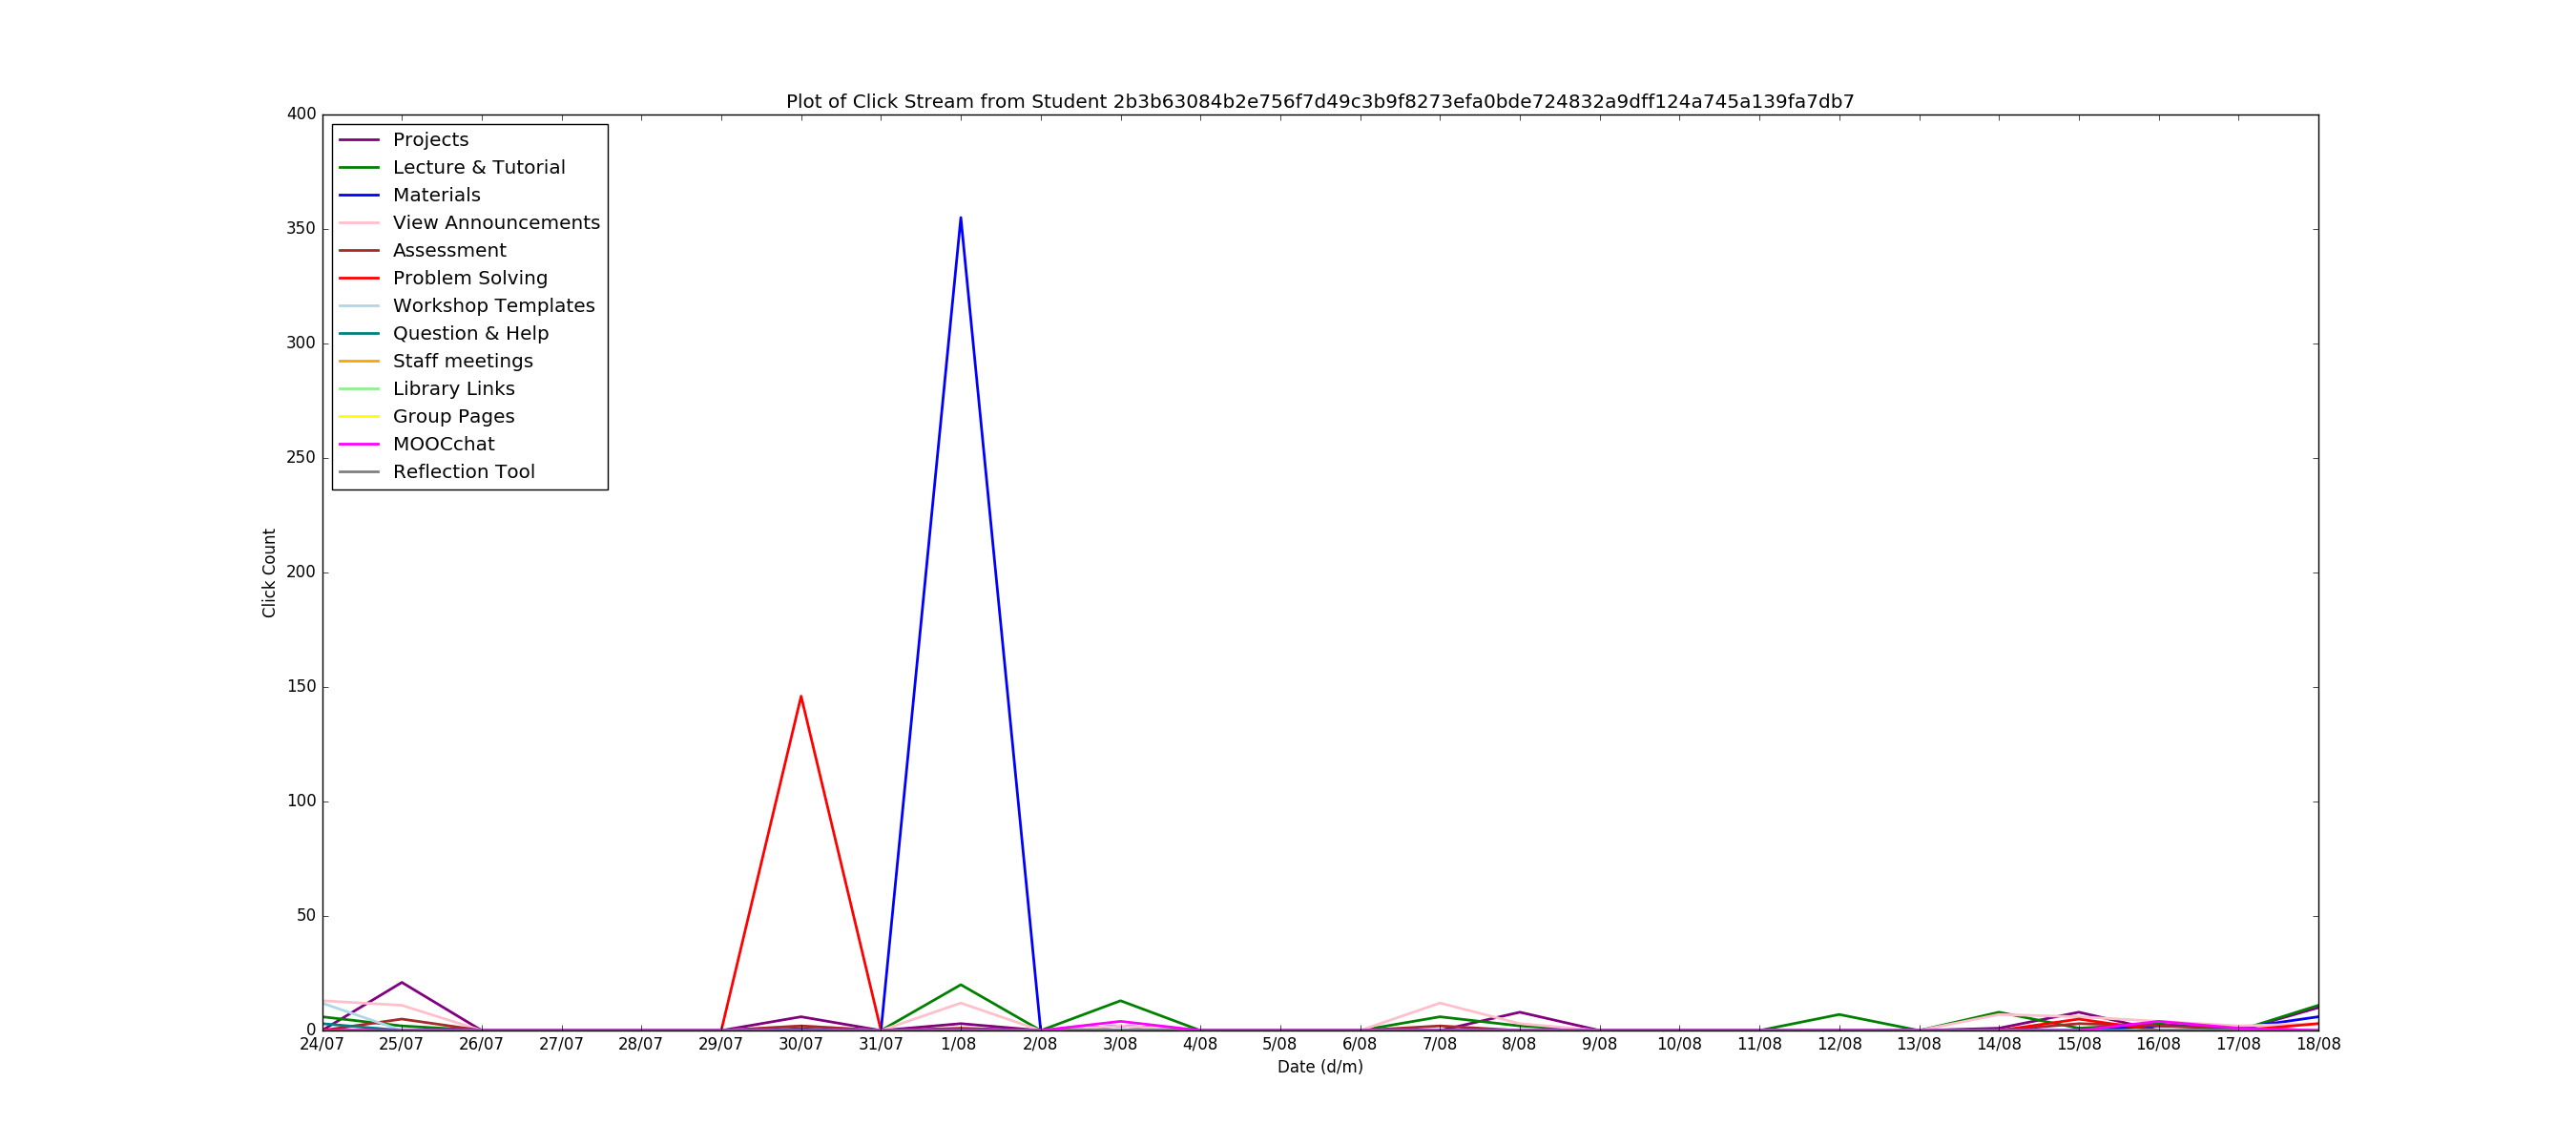 Plot of Click Stream from Student 2b3b63084b2e756f7d49c3b9f8273efa0bde724832a9dff124a745a139fa7db7
400
350
300
250
200
150
100
50
0
Click Count
Projects
Lecture & Tutorial
Materials
View Announcements
Assessment
Problem Solving
Workshop Templates
Question & Help
Staff meetings
Library Links
Group Pages
MOOCchat
Reflection Tool
24/07 25/07 26/07 27/07 28/07 29/07 30/07 31/07 1/08 2/08 3/08 4/08 5/08 6/08 7/08 8/08 9/08 10/08 11/08 12/08 13/08 14/08 15/08 16/08 17/08 18/08
Date (d/m)